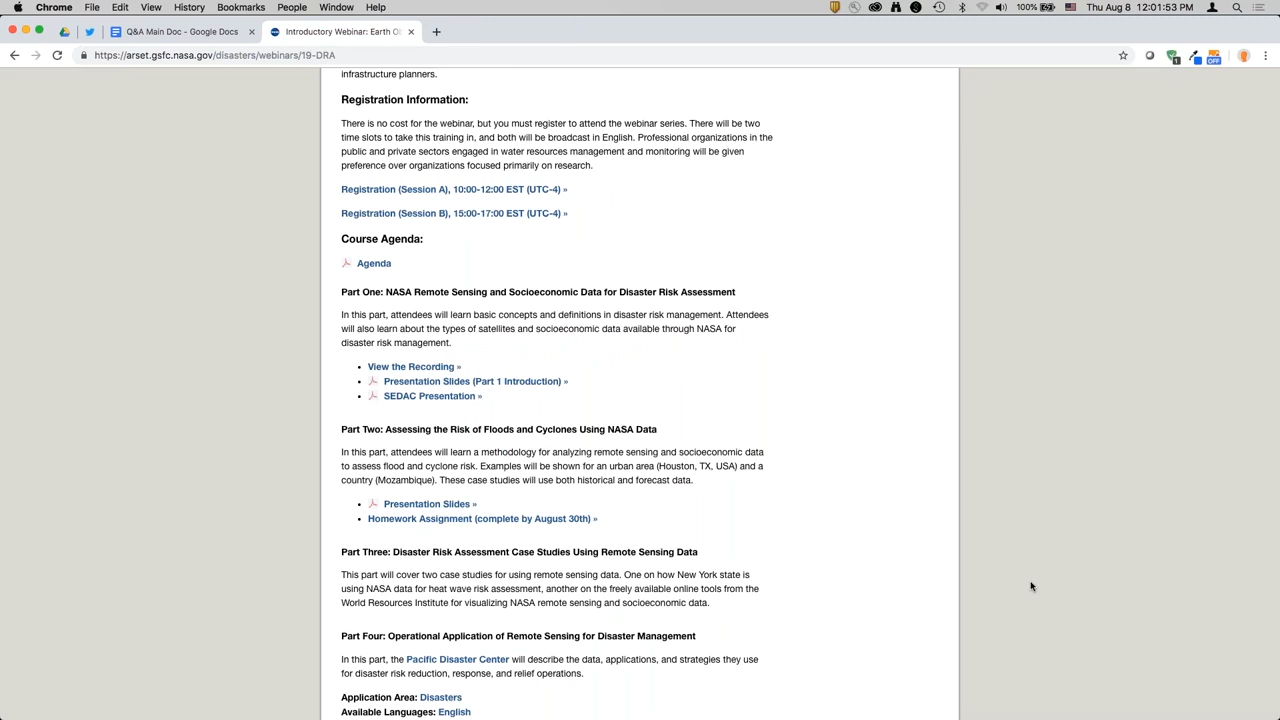 Chrome File Edit View History Bookmarks People Window Help 100% Thu Aug 8 12:01:53 PM
Q&A Main Doc - Google Docs Introductory Webinar: Earth Ob
https://arset.gsfc.nasa.gov/disasters/webinars/19-DRA 1 OFF
infrastructure planners.
Registration Information:
There is no cost for the webinar, but you must register to attend the webinar series. There will be two
time slots to take this training in, and both will be broadcast in English. Professional organizations in the
public and private sectors engaged in water resources management and monitoring will be given
preference over organizations focused primarily on research.
Registration (Session A), 10:00-12:00 EST (UTC-4) »
Registration (Session B), 15:00-17:00 EST (UTC-4) »
Course Agenda:
Agenda
Part One: NASA Remote Sensing and Socioeconomic Data for Disaster Risk Assessment
In this part, attendees will learn basic concepts and definitions in disaster risk management. Attendees
will also learn about the types of satellites and socioeconomic data available through NASA for
disaster risk management.
• View the Recording »
• Presentation Slides (Part 1 Introduction) »
• SEDAC Presentation »
Part Two: Assessing the Risk of Floods and Cyclones Using NASA Data
In this part, attendees will learn a methodology for analyzing remote sensing and socioeconomic data
to assess flood and cyclone risk. Examples will be shown for an urban area (Houston, TX, USA) and a
country (Mozambique). These case studies will use both historical and forecast data.
• Presentation Slides »
• Homework Assignment (complete by August 30th) »
Part Three: Disaster Risk Assessment Case Studies Using Remote Sensing Data
This part will cover two case studies for using remote sensing data. One on how New York state is
using NASA data for heat wave risk assessment, another on the freely available online tools from the
World Resources Institute for visualizing NASA remote sensing and socioeconomic data.
Part Four: Operational Application of Remote Sensing for Disaster Management
In this part, the Pacific Disaster Center will describe the data, applications, and strategies they use
for disaster risk reduction, response, and relief operations.
Application Area: Disasters
Available Languages: English